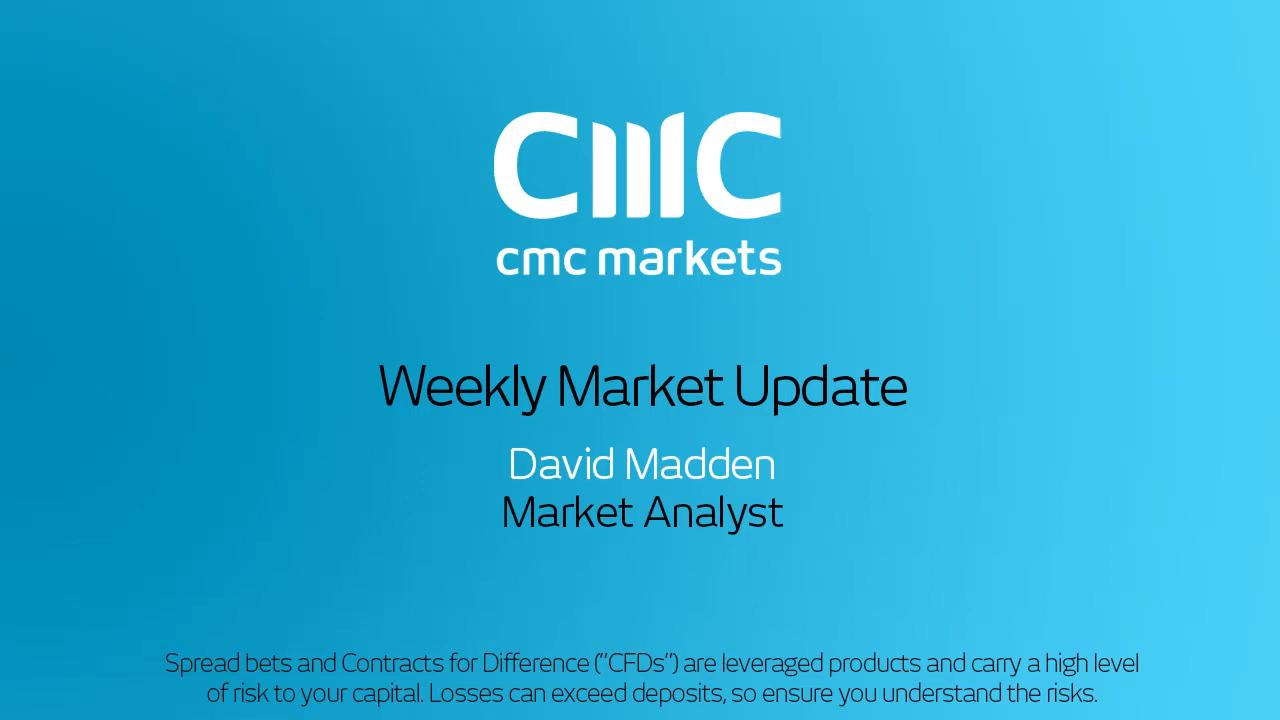 CMC
cmc markets
Weekly Market Update
David Madden
Market Analyst
Spread bets and Contracts for Difference (“CFDs”) are leveraged products and carry a high level
of risk to your capital. Losses can exceed deposits, so ensure you understand the risks.